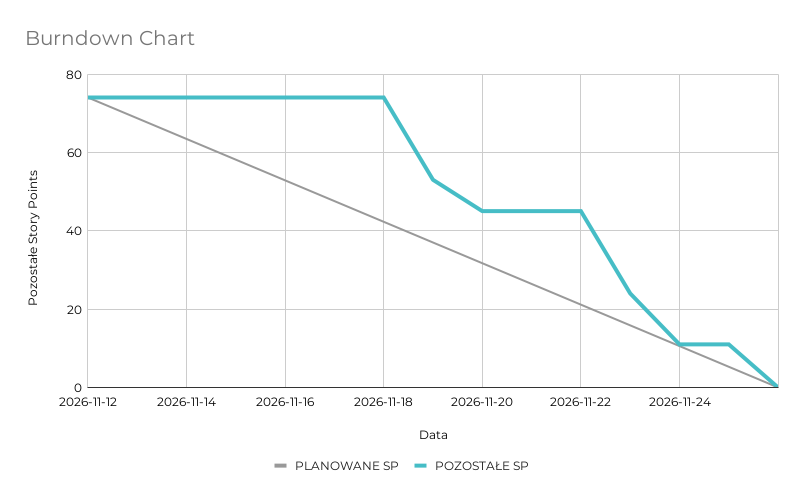 Burndown Chart
80
60
40
20
0
Pozostałe Story Points
2026-11-12 2026-11-14 2026-11-16 2026-11-18 2026-11-20 2026-11-22 2026-11-24
Data
PLANOWANE SP POZOSTAŁE SP